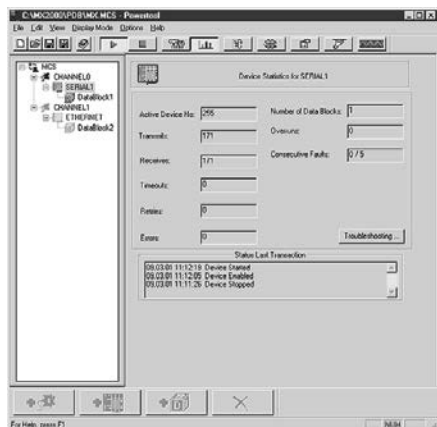 C:\MX2000\PDB\MX.MCS - Powertool
File Edit View Display Mode Options Help
MCS
CHANNEL0
SERIAL1
DataBlock1
CHANNEL1
ETHERNET
DataBlock2
Device Statistics for SERIAL1
Active Device No: 255
Number of Data Blocks: 1
Transmits: 171
Overruns: 0
Receives: 171
Consecutive Faults: 0 / 5
Timeouts: 0
Retries: 0
Errors: 0
Troubleshooting ...
Status Last Transaction
09.03.01 11:12:19 Device Started
09.03.01 11:12:05 Device Enabled
09.03.01 11:11:26 Device Stopped
For Help, press F1
NUM